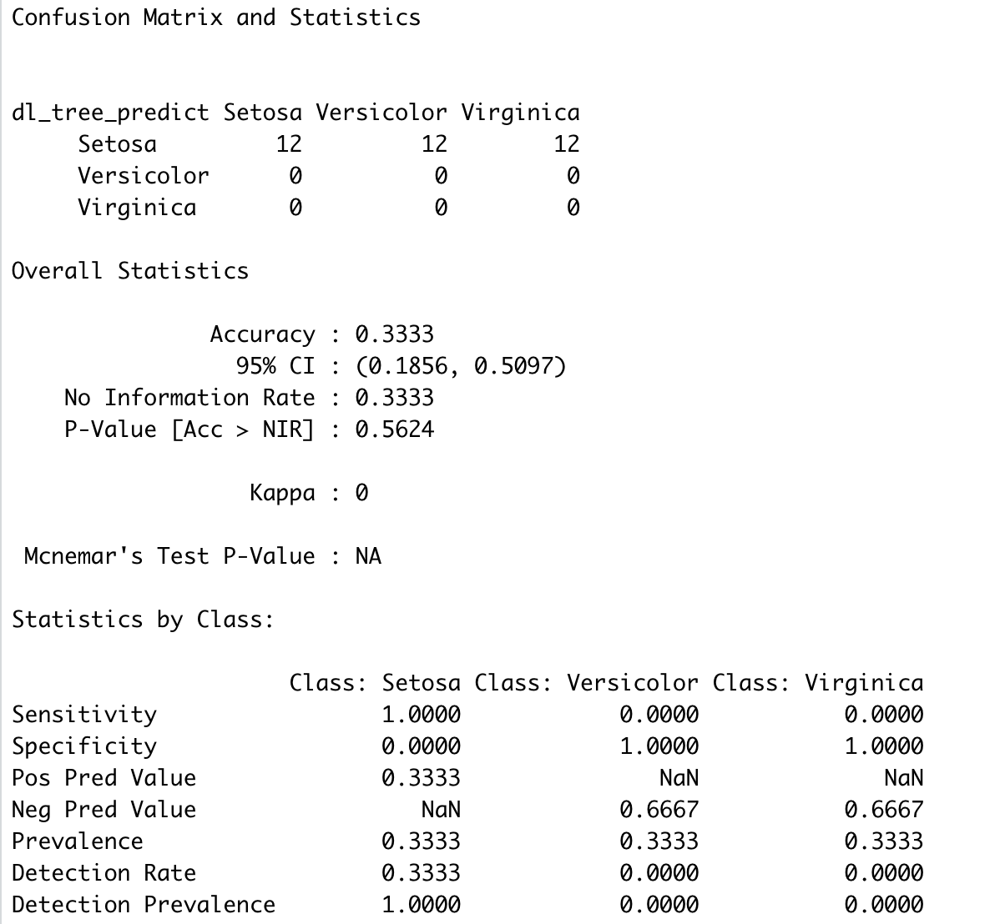 Confusion Matrix and Statistics
dl_tree_predict Setosa Versicolor Virginica
Setosa 12 12 12
Versicolor 0 0 0
Virginica 0 0 0
Overall Statistics
Accuracy : 0.3333
95% CI : (0.1856, 0.5097)
No Information Rate : 0.3333
P-Value [Acc > NIR] : 0.5624
Kappa : 0
Mcnemar's Test P-Value : NA
Statistics by Class:
Class: Setosa Class: Versicolor Class: Virginica
Sensitivity 1.0000 0.0000 0.0000
Specificity 0.0000 1.0000 1.0000
Pos Pred Value 0.3333 NaN NaN
Neg Pred Value NaN 0.6667 0.6667
Prevalence 0.3333 0.3333 0.3333
Detection Rate 0.3333 0.0000 0.0000
Detection Prevalence 1.0000 0.0000 0.0000